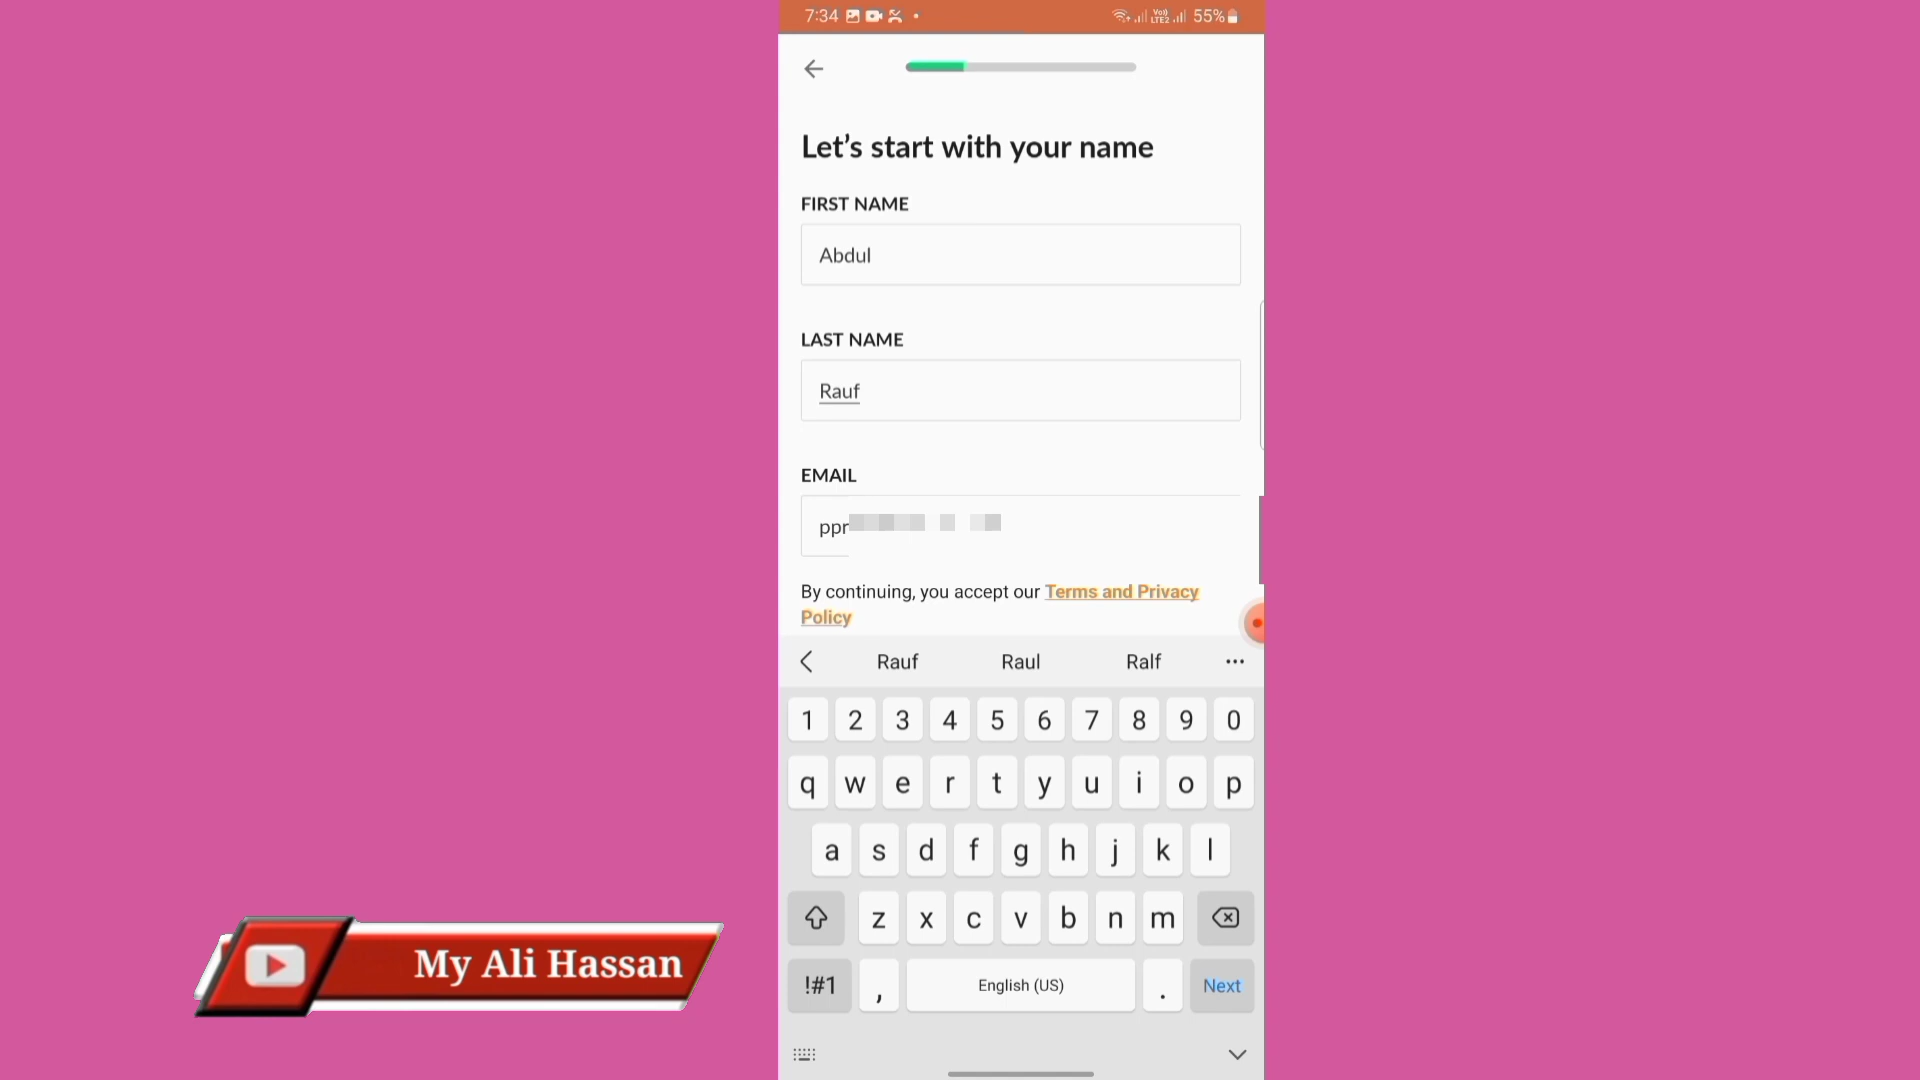 7:34
Vo))
LTE2
55%
Let’s start with your name
FIRST NAME
Abdul
LAST NAME
Rauf
EMAIL
ppr
By continuing, you accept our Terms and Privacy
Policy
Rauf Raul Ralf
1 2 3 4 5 6 7 8 9 0
q w e r t y u i o p
a s d f g h j k l
z x c v b n m
!#1 , English (US) . Next
My Ali Hassan